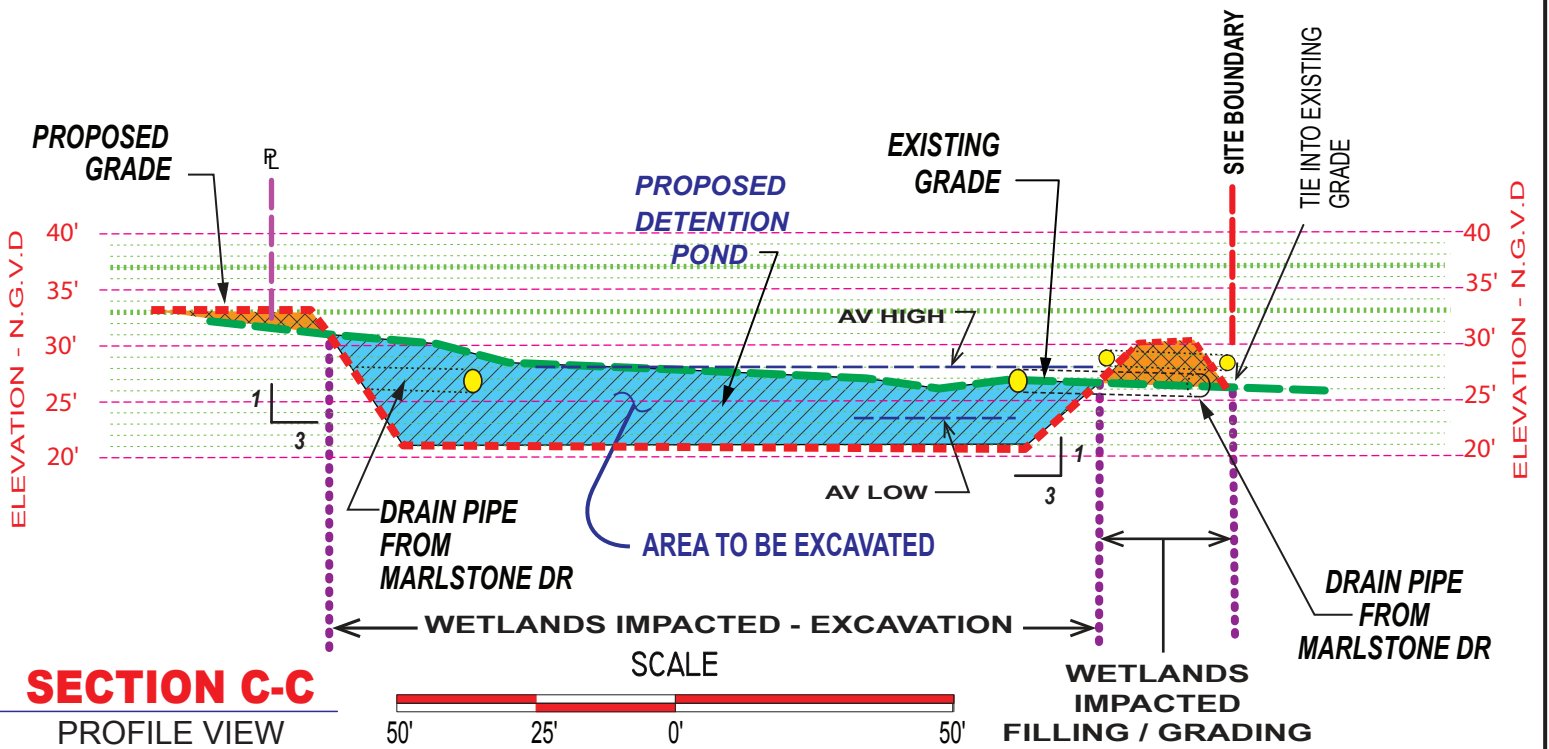 PROPOSED
GRADE
PL
PROPOSED
DETENTION
POND
EXISTING
GRADE
SITE BOUNDARY
TIE INTO EXISTING
GRADE
ELEVATION - N.G.V.D
40'
35'
30'
25'
20'
40
35'
30'
25'
20'
ELEVATION - N.G.V.D
AV HIGH
AV LOW
1
3
1
3
DRAIN PIPE
FROM
MARLSTONE DR
AREA TO BE EXCAVATED
WETLANDS IMPACTED - EXCAVATION
DRAIN PIPE
FROM
MARLSTONE DR
WETLANDS
IMPACTED
FILLING / GRADING
SECTION C-C
PROFILE VIEW
SCALE
50' 25' 0' 50'